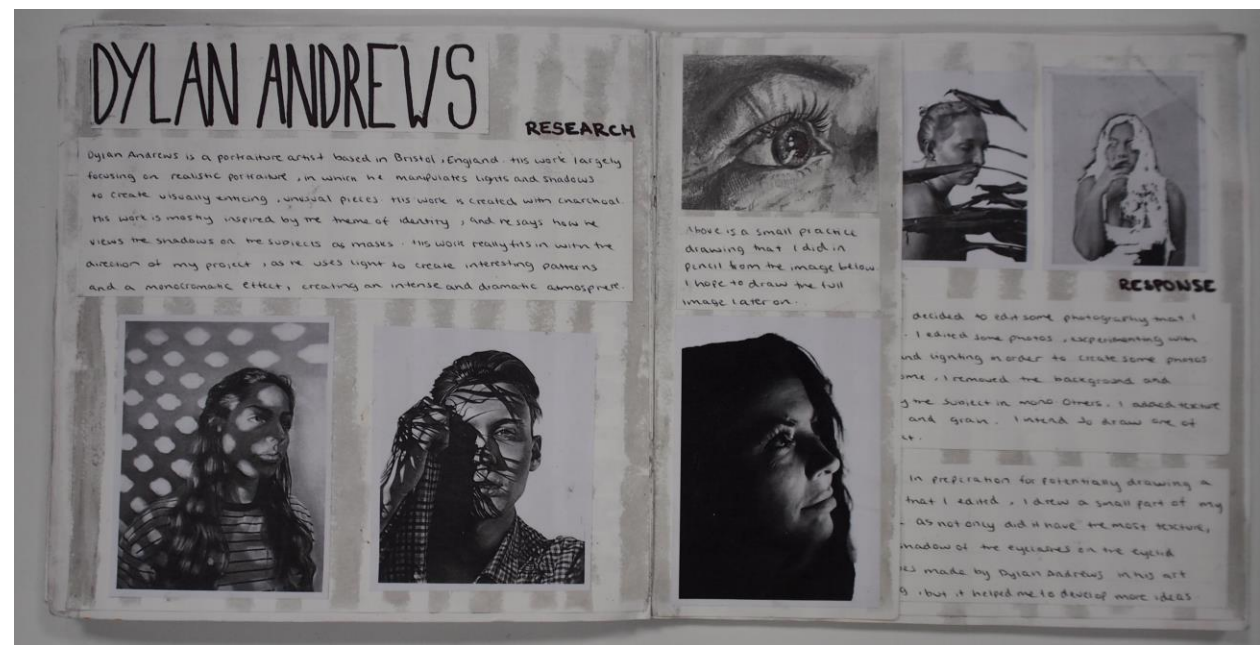 DYLAN ANDREWS
RESEARCH
Dylan Andrews is a portraiture artist based in Bristol, England. His work largely
focusing on realistic portraiture, in which he manipulates lights and shadows
to create visually enticing, unusual pieces. His work is created with charchoal.
His work is mostly inspired by the theme of identity, and he says how he
views the shadows on the subjects as masks. His work really fits in with the
direction of my project, as he uses light to create interesting patterns
and a monocromatic effect, creating an intense and dramatic atmosphere.
Above is a small practice
drawing that I did in
pencil from the image below
I hope to draw the full
image later on.
RESPONSE
decided to edit some photography that I
. I edited some photos, experimenting with
and lighting in order to create some photos
ome, I removed the background and
g the subject in mono. Others, I added texture
and grain. I intend to draw one of
In preparation for potentially drawing a
that I edited, I drew a small part of my
as not only did it have the most texture,
shadow of the eyelashes on the eyelid
es made by Dylan Andrews in his art
g, but it helped me to develop more ideas.